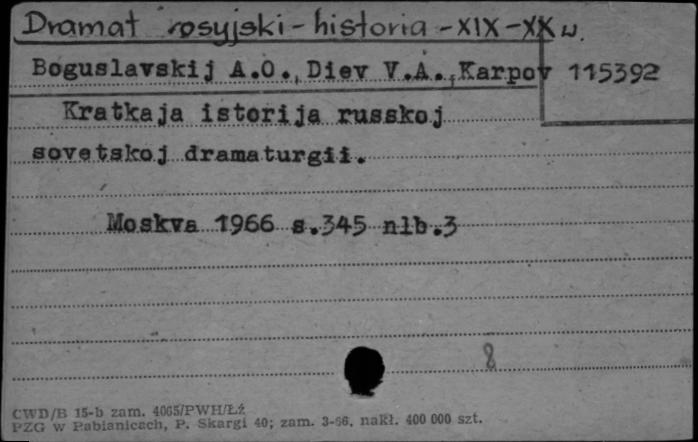 Dramat rosyjski - historia - XIX - XX w.
Boguslavskij A.O., Diev V.A., Karpov 115392
Kratkaja istorija russkoj
sovetskoj dramaturgii.
Moskva 1966 s.345 nlb.3
8
CWD/B 15-b zam. 4065/PWH/Łź
PZG w Pabianicach, P. Skargi 40; zam. 3-66, nakł. 400 000 szt.